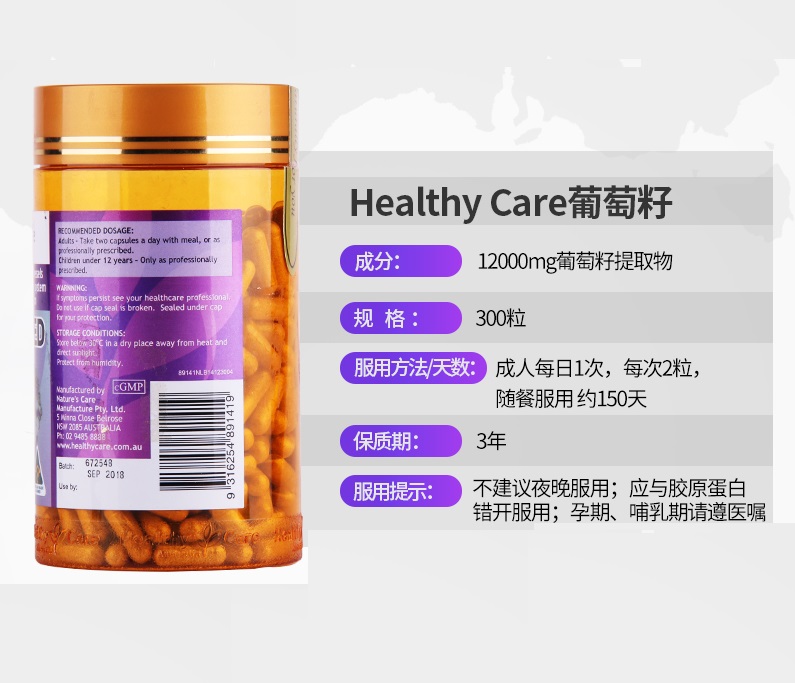 Healthy Care葡萄籽
成分： 12000mg葡萄籽提取物
规 格： 300粒
服用方法/天数： 成人每日1次，每次2粒，
随餐服用 约150天
保质期： 3年
服用提示： 不建议夜晚服用；应与胶原蛋白
错开服用；孕期、哺乳期请遵医嘱
RECOMMENDED DOSAGE:
Adults - Take two capsules a day with meal, or as
professionally prescribed.
Children under 12 years - Only as professionally
prescribed.
WARNING:
If symptoms persist see your healthcare professional.
Do not use if cap seal is broken. Sealed under cap
for your protection.
STORAGE CONDITIONS:
Store below 30°C in a dry place away from heat and
direct sunlight.
Protect from humidity.
89141NLB14123004
Manufactured by cGMP
Nature's Care
Manufacture Pty. Ltd.
5 Minna Close Belrose
NSW 2085 AUSTRALIA
Ph: 02 9485 8888
www.healthycare.com.au
Batch: 672548
SEP 2018
Use by:
9 316254 891419